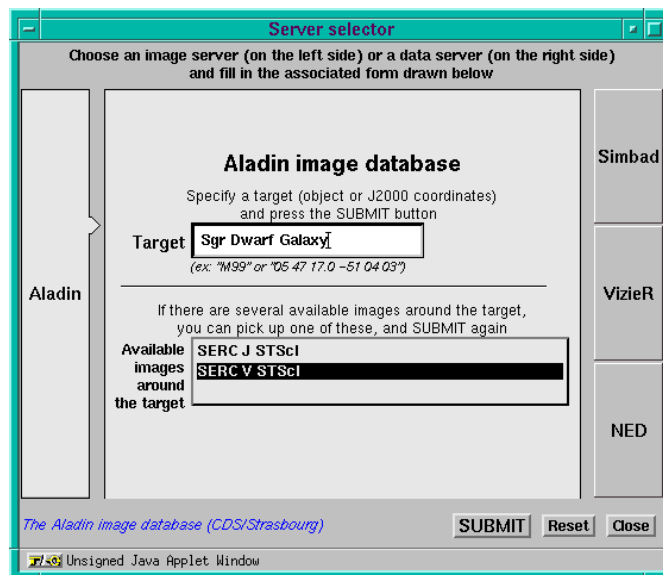 Server selector
Choose an image server (on the left side) or a data server (on the right side)
and fill in the associated form drawn below
Aladin image database
Specify a target (object or J2000 coordinates)
and press the SUBMIT button
Target Sgr Dwarf Galaxy
(ex: "M99" or "05 47 17.0 -51 04 03")
Aladin
If there are several available images around the target,
you can pick up one of these, and SUBMIT again
Available
images
around
the target
SERC J STScI
SERC V STScI
Simbad
VizieR
NED
The Aladin image database (CDS/Strasbourg)
SUBMIT Reset Close
Unsigned Java Applet Window